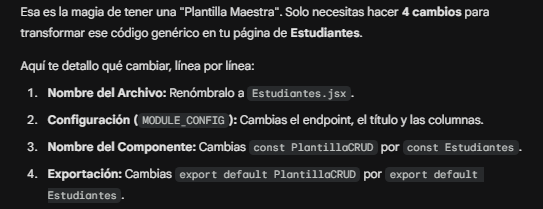 Esa es la magia de tener una "Plantilla Maestra". Solo necesitas hacer 4 cambios para
transformar ese código genérico en tu página de Estudiantes.
Aquí te detallo qué cambiar, línea por línea:
1. Nombre del Archivo: Renómbralo a Estudiantes.jsx.
2. Configuración (MODULE_CONFIG): Cambias el endpoint, el título y las columnas.
3. Nombre del Componente: Cambias const PlantillaCRUD por const Estudiantes.
4. Exportación: Cambias export default PlantillaCRUD por export default
Estudiantes.